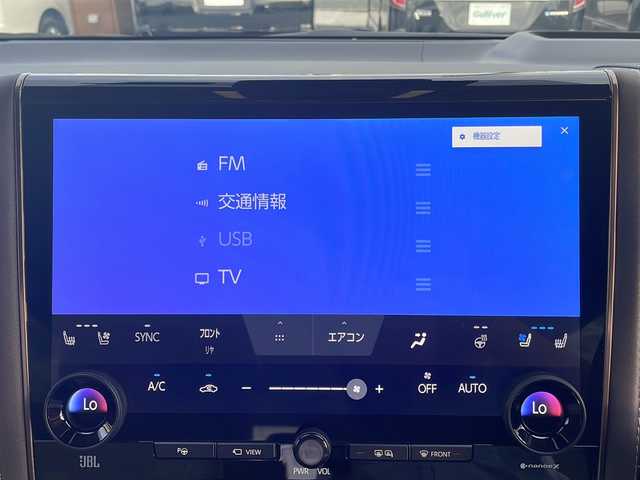 Gulliver
機器設定
FM
交通情報
USB
TV
SYNC
フロント
リヤ
エアコン
A/C
OFF
AUTO
Lo
Lo
VIEW
FRONT
PWR VOL
JBL
nanoeX